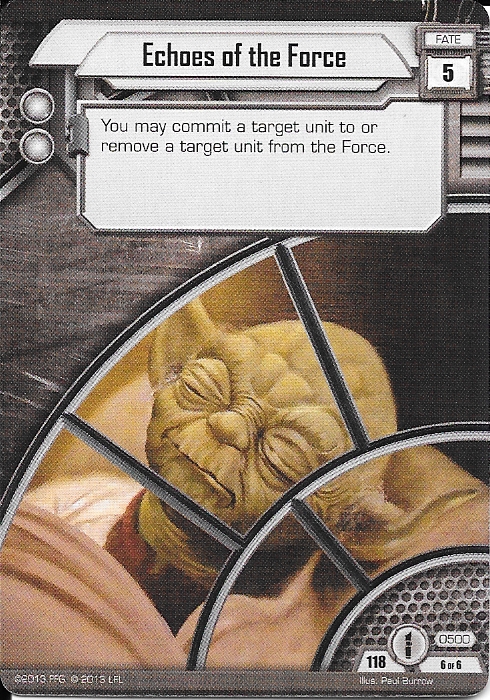 Echoes of the Force
FATE
5
You may commit a target unit to or
remove a target unit from the Force.
118
0500
6 OF 6
©2013 FFG © 2013 LFL
Illus. Paul Burrow